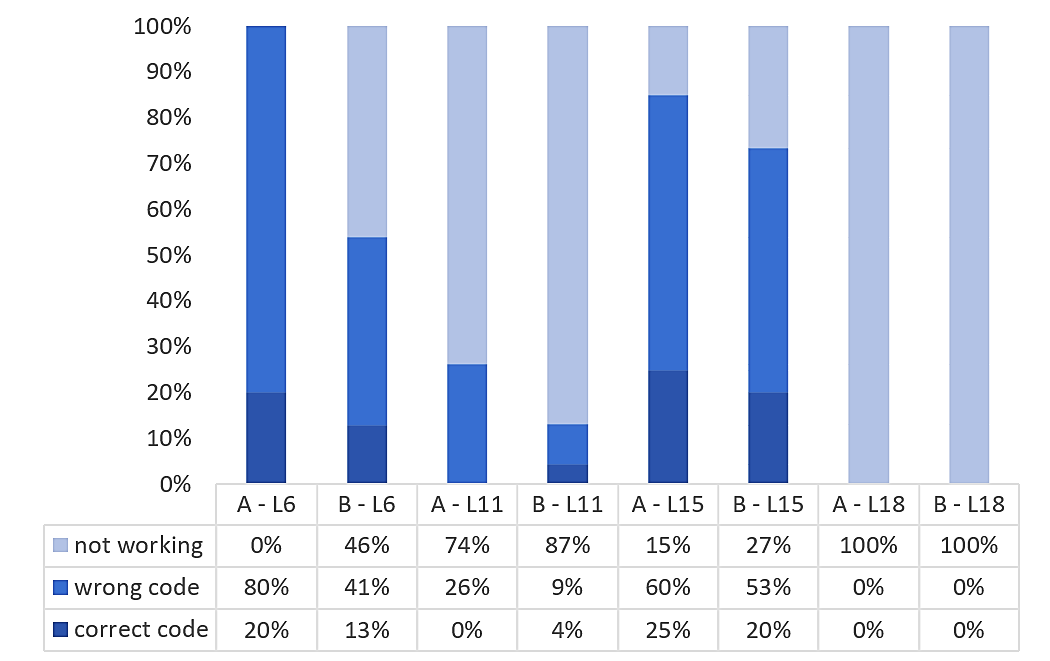 100%
90%
80%
70%
60%
50%
40%
30%
20%
10%
0%
A - L6 B - L6 A - L11 B - L11 A - L15 B - L15 A - L18 B - L18
not working 0% 46% 74% 87% 15% 27% 100% 100%
wrong code 80% 41% 26% 9% 60% 53% 0% 0%
correct code 20% 13% 0% 4% 25% 20% 0% 0%